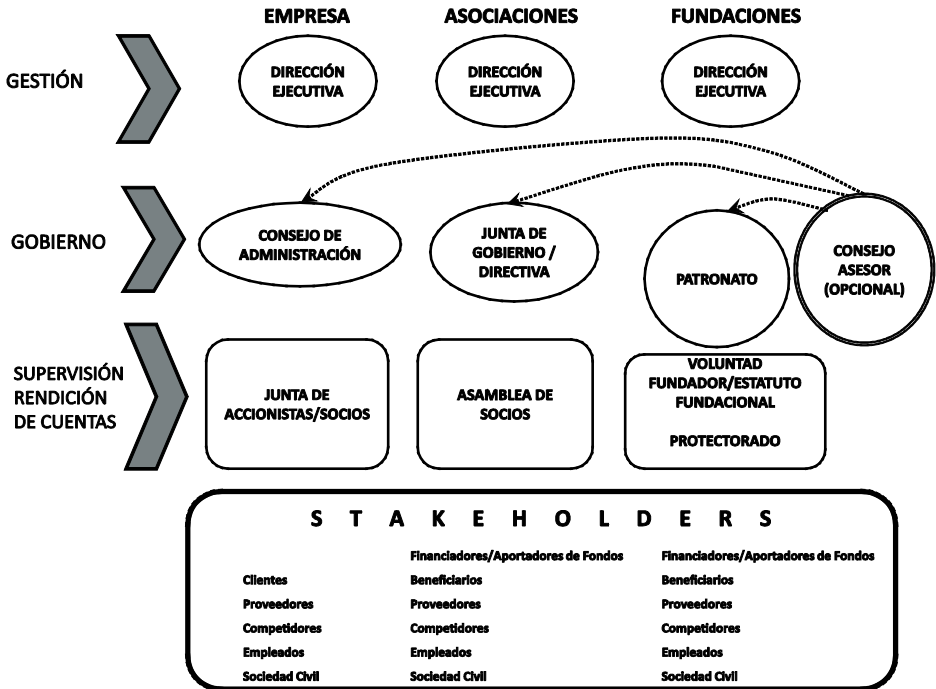 EMPRESA ASOCIACIONES FUNDACIONES
GESTIÓN
DIRECCIÓN
EJECUTIVA
DIRECCIÓN
EJECUTIVA
DIRECCIÓN
EJECUTIVA
GOBIERNO
CONSEJO DE
ADMINISTRACIÓN
JUNTA DE
GOBIERNO /
DIRECTIVA
PATRONATO
CONSEJO
ASESOR
(OPCIONAL)
SUPERVISIÓN
RENDICIÓN
DE CUENTAS
JUNTA DE
ACCIONISTAS/SOCIOS
ASAMBLEA DE
SOCIOS
VOLUNTAD
FUNDADOR/ESTATUTO
FUNDACIONAL
PROTECTORADO
S T A K E H O L D E R S
Financiadores/Aportadores de Fondos Financiadores/Aportadores de Fondos
Clientes Beneficiarios Beneficiarios
Proveedores Proveedores Proveedores
Competidores Competidores Competidores
Empleados Empleados Empleados
Sociedad Civil Sociedad Civil Sociedad Civil